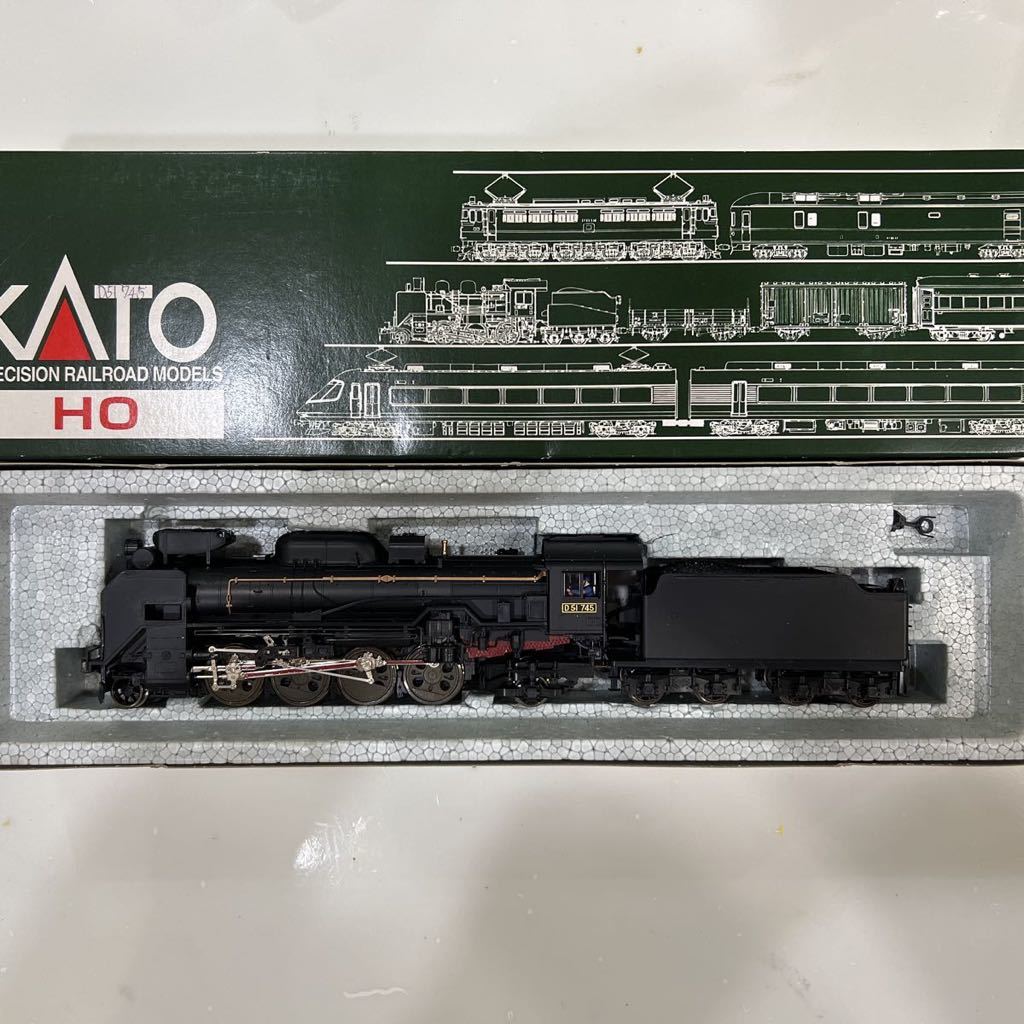 D51 745
KATO
ECISION RAILROAD MODELS
HO
D51 745